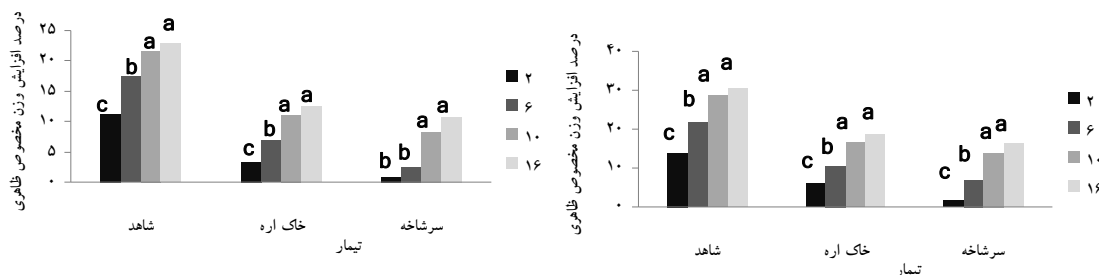 درصد افزایش وزن مخصوص ظاهری
۲۵
۲۰
۱۵
۱۰
۵
۰
c b a a
c b a a
b b a a
شاهد
خاک اره
سرشاخه
تیمار
۲
۶
۱۰
۱۶
درصد افزایش وزن مخصوص ظاهری
۴۰
۳۰
۲۰
۱۰
۰
c b a a
c b a a
c b a a
شاهد
خاک اره
سرشاخه
تیمار
۲
۶
۱۰
۱۶